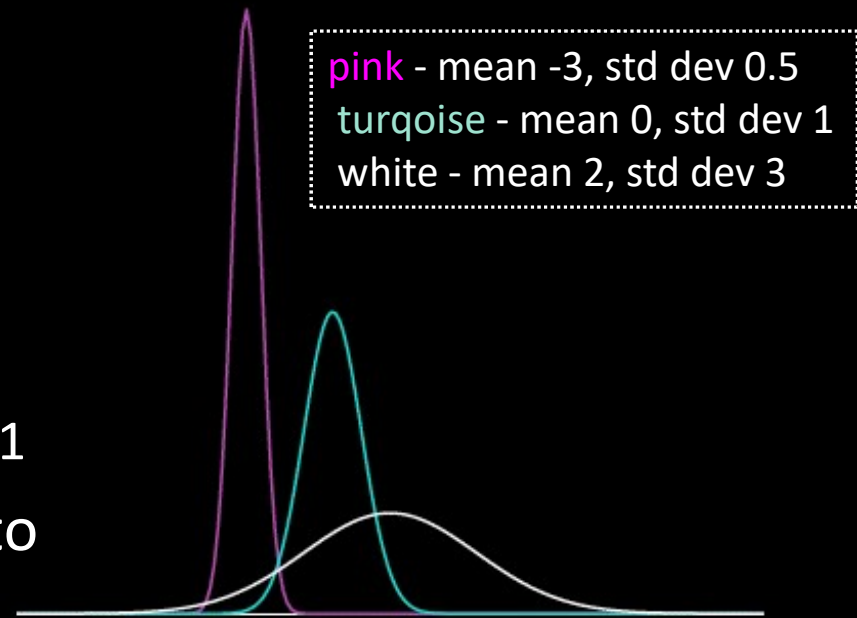 pink - mean -3, std dev 0.5
turqoise - mean 0, std dev 1
white - mean 2, std dev 3
1
to